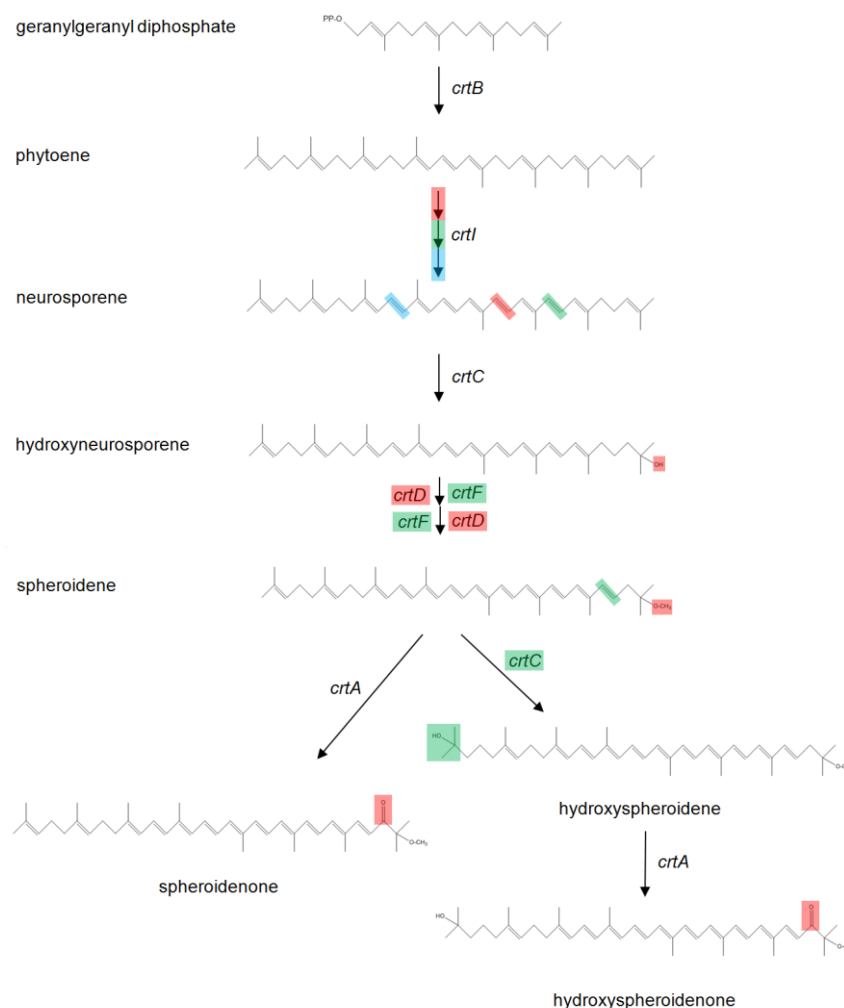 geranylgeranyl diphosphate
PP-O
crtB
phytoene
crtI
neurosporene
crtC
hydroxyneurosporene
OH
crtD crtF
crtF crtD
spheroidene
O-CH₃
crtA
crtC
HO
O-
hydroxyspheroidene
O
O-CH₃
spheroidenone
crtA
HO
O
O-
hydroxyspheroidenone